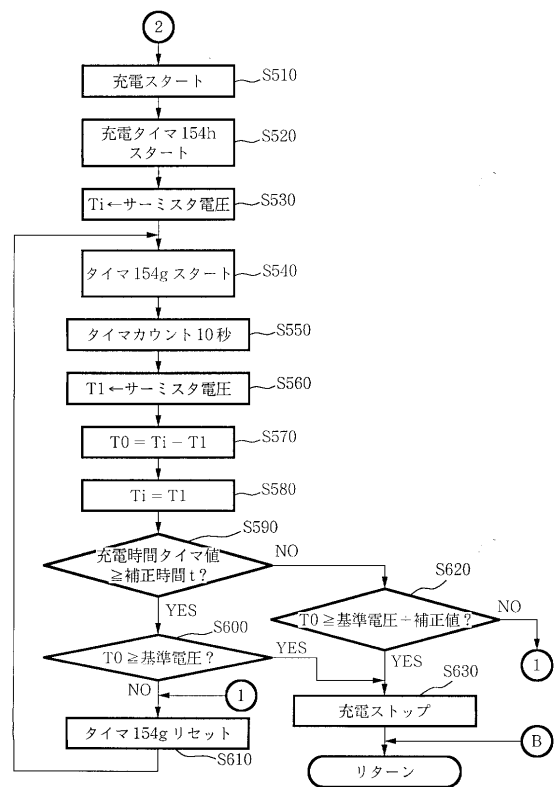 2
充電スタート
S510
充電タイマ154h
スタート
S520
Ti←サーミスタ電圧
S530
タイマ154gスタート
S540
タイマカウント10秒
S550
T1←サーミスタ電圧
S560
T0=Ti-T1
S570
Ti=T1
S580
S590
充電時間タイマ値
≧補正時間t?
NO
YES
S620
T0≧基準電圧÷補正値?
NO
YES
1
S600
T0≧基準電圧?
YES
NO
1
タイマ154gリセット
S610
S630
充電ストップ
B
リターン